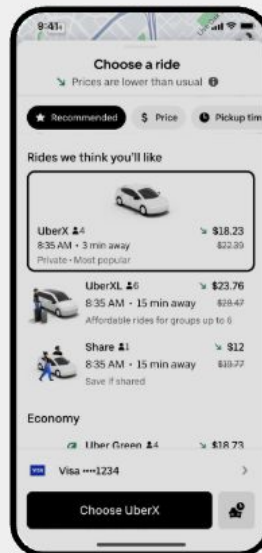 9:41
Choose a ride
Prices are lower than usual
Recommended $ Price Pickup tim
Rides we think you'll like
UberX 4 $18.23
8:35 AM • 3 min away $22.39
Private • Most popular
UberXL 6 $23.76
8:35 AM • 15 min away $28.47
Affordable rides for groups up to 6
Share 1 $12
8:35 AM • 15 min away
Save if shared
Economy
Uber Green 4 $18.73
VISA Visa ••••1234
Choose UberX